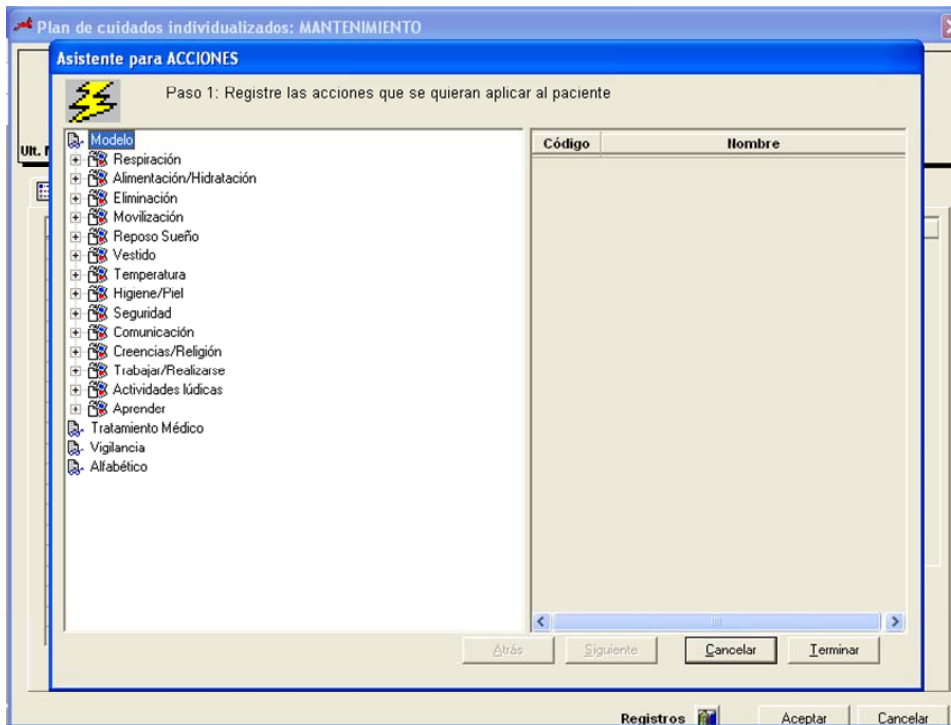 Plan de cuidados individualizados: MANTENIMIENTO
Asistente para ACCIONES
Paso 1: Registre las acciones que se quieran aplicar al paciente
Ult.
Modelo
Respiración
Alimentación/Hidratación
Eliminación
Movilización
Reposo Sueño
Vestido
Temperatura
Higiene/Piel
Seguridad
Comunicación
Creencias/Religión
Trabajar/Realizarse
Actividades lúdicas
Aprender
Tratamiento Médico
Vigilancia
Alfabético
Código Nombre
Atrás Siguiente Cancelar Terminar
Registros Aceptar Cancelar